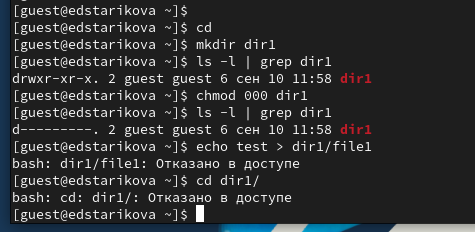 [guest@edstarikova ~]$
[guest@edstarikova ~]$ cd
[guest@edstarikova ~]$ mkdir dir1
[guest@edstarikova ~]$ ls -l | grep dir1
drwxr-xr-x. 2 guest guest 6 сен 10 11:58 dir1
[guest@edstarikova ~]$ chmod 000 dir1
[guest@edstarikova ~]$ ls -l | grep dir1
d---------. 2 guest guest 6 сен 10 11:58 dir1
[guest@edstarikova ~]$ echo test > dir1/file1
bash: dir1/file1: Отказано в доступе
[guest@edstarikova ~]$ cd dir1/
bash: cd: dir1/: Отказано в доступе
[guest@edstarikova ~]$